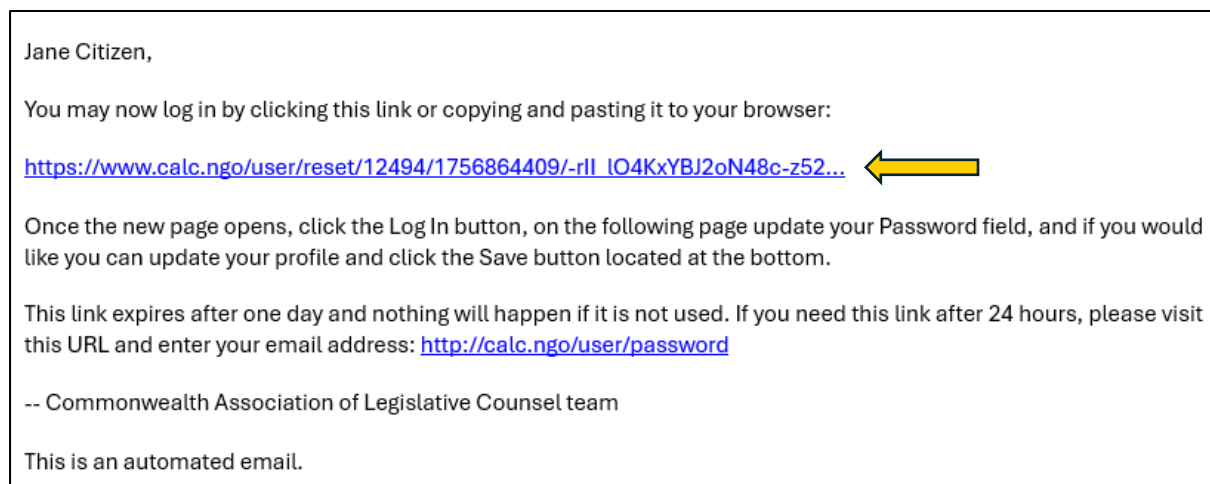 Jane Citizen,
You may now log in by clicking this link or copying and pasting it to your browser:
https://www.calc.ngo/user/reset/12494/1756864409/-rII_lO4KxYBJ2oN48c-z52...
Once the new page opens, click the Log In button, on the following page update your Password field, and if you would
like you can update your profile and click the Save button located at the bottom.
This link expires after one day and nothing will happen if it is not used. If you need this link after 24 hours, please visit
this URL and enter your email address: http://calc.ngo/user/password
-- Commonwealth Association of Legislative Counsel team
This is an automated email.